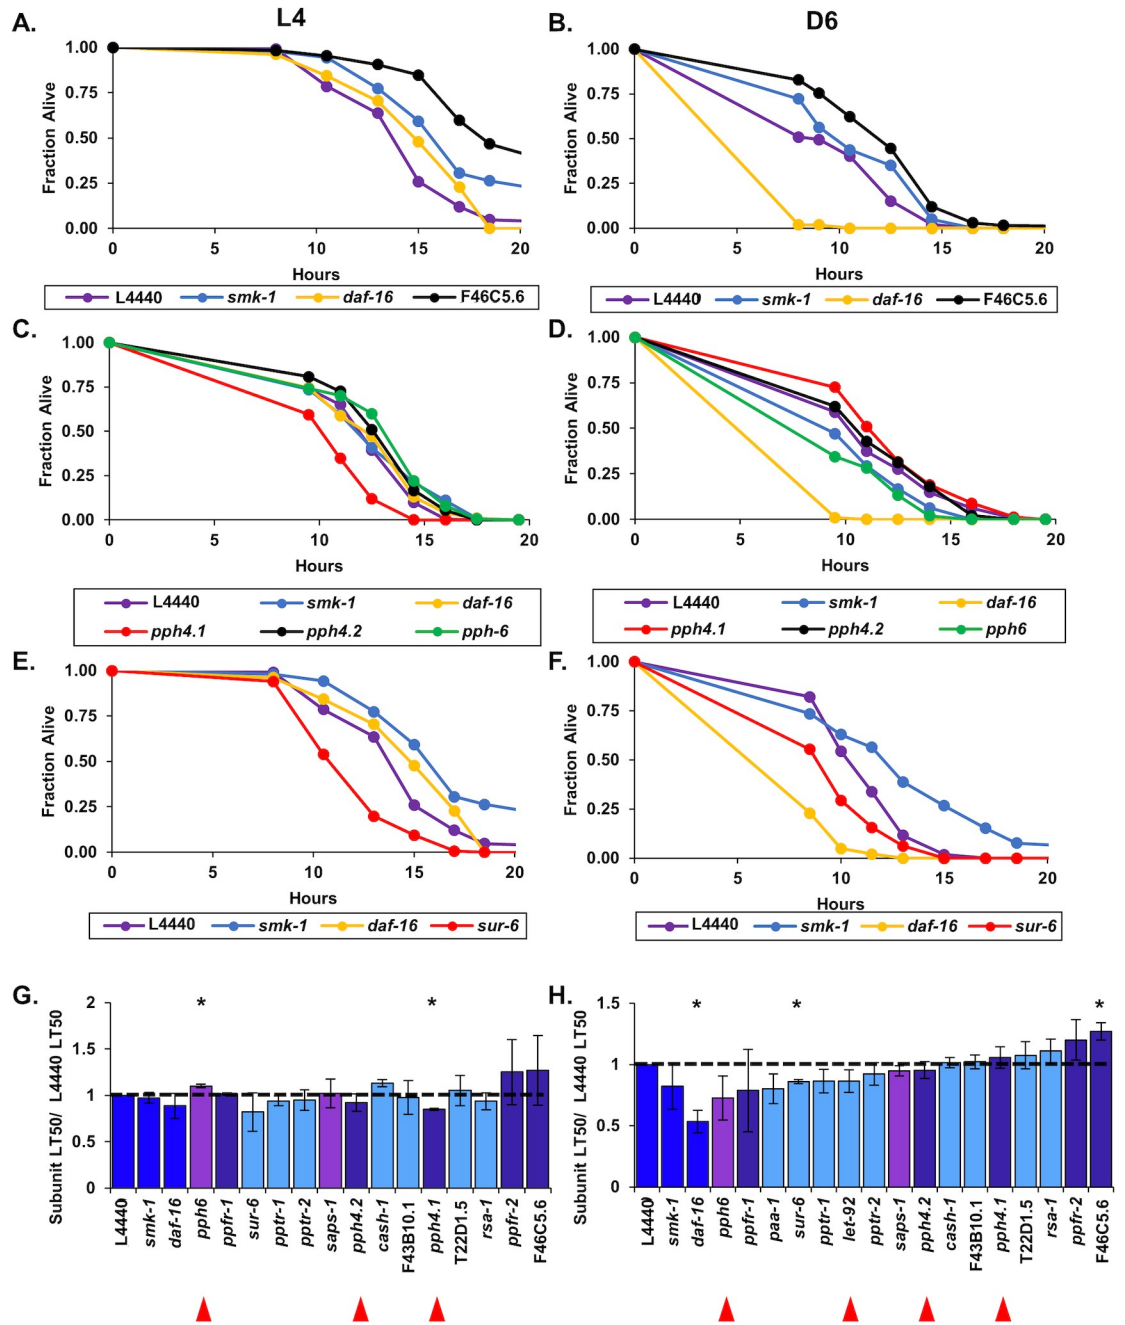 L4
D6
A.
Fraction Alive
1.00
0.75
0.50
0.25
0.00
0 5 10 15 20
Hours
L4440 smk-1 daf-16 F46C5.6
B.
Fraction Alive
1.00
0.75
0.50
0.25
0.00
0 5 10 15 20
Hours
L4440 smk-1 daf-16 F46C5.6
C.
Fraction Alive
1.00
0.75
0.50
0.25
0.00
0 5 10 15 20
Hours
L4440 smk-1 daf-16
pph4.1 pph4.2 pph-6
D.
Fraction Alive
1.00
0.75
0.50
0.25
0.00
0 5 10 15 20
Hours
L4440 smk-1 daf-16
pph4.1 pph4.2 pph6
E.
Fraction Alive
1.00
0.75
0.50
0.25
0.00
0 5 10 15 20
Hours
L4440 smk-1 daf-16 sur-6
F.
Fraction Alive
1.00
0.75
0.50
0.25
0.00
0 5 10 15 20
Hours
L4440 smk-1 daf-16 sur-6
G.
Subunit LT50/ L4440 LT50
2
1.5
1
0.5
0
* *
L4440
smk-1
daf-16
pph6
ppfr-1
sur-6
pptr-1
pptr-2
saps-1
pph4.2
cash-1
F43B10.1
pph4.1
T22D1.5
rsa-1
ppfr-2
F46C5.6
H.
Subunit LT50/ L4440 LT50
1.5
1
0.5
0
* * *
L4440
smk-1
daf-16
pph6
ppfr-1
paa-1
sur-6
pptr-1
let-92
pptr-2
saps-1
pph4.2
cash-1
F43B10.1
pph4.1
T22D1.5
rsa-1
ppfr-2
F46C5.6